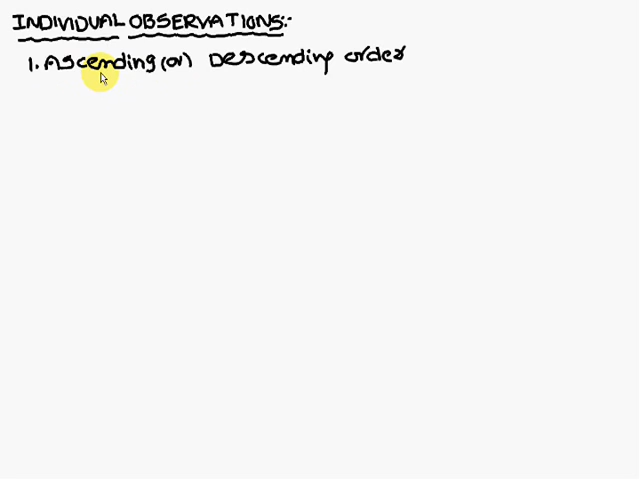 INDIVIDUAL OBSERVATIONS:-
1. Ascending (or) Descending order